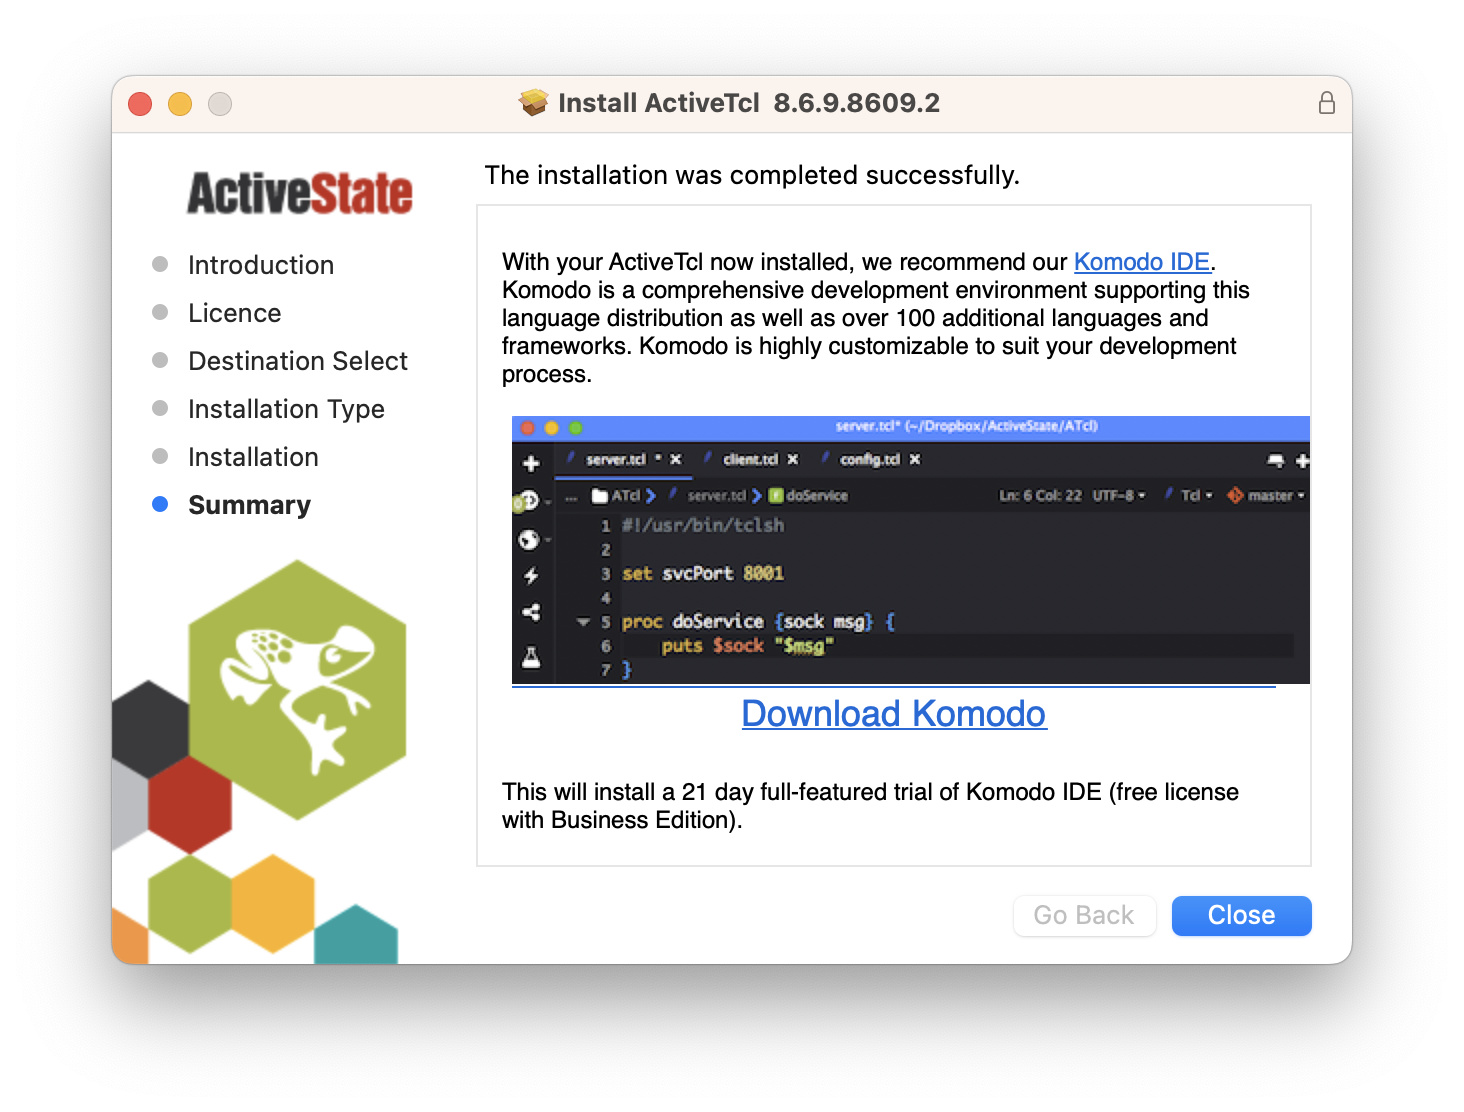 Install ActiveTcl 8.6.9.8609.2
ActiveState
Introduction
Licence
Destination Select
Installation Type
Installation
Summary
The installation was completed successfully.
With your ActiveTcl now installed, we recommend our Komodo IDE.
Komodo is a comprehensive development environment supporting this
language distribution as well as over 100 additional languages and
frameworks. Komodo is highly customizable to suit your development
process.
server.tcl* (~/Dropbox/ActiveState/ATcl)
server.tcl * client.tcl config.tcl
... ATcl server.tcl doService Ln: 6 Col: 22 UTF-8 Tcl master
1 #!/usr/bin/tclsh
2
3 set svcPort 8001
4
5 proc doService {sock msg} {
6 puts $sock "$msg"
7 }
Download Komodo
This will install a 21 day full-featured trial of Komodo IDE (free license
with Business Edition).
Go Back Close